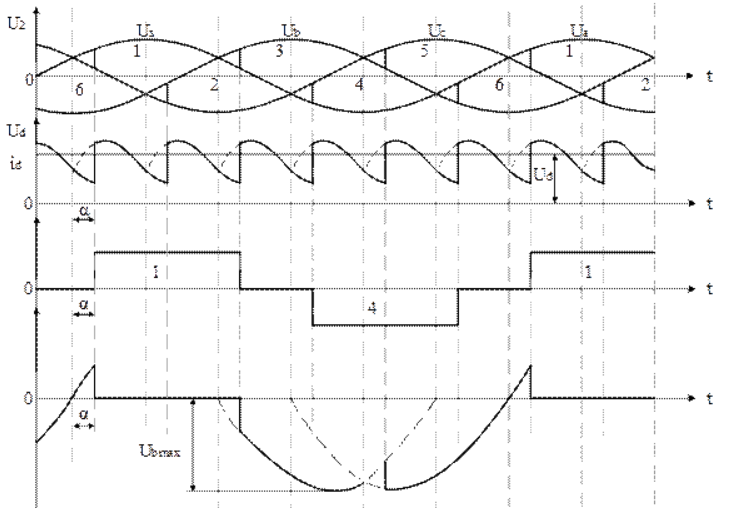 U2
Ua Ub Uc Ua
1 3 5 1
0 t
6 2 4 6 2
Ud
id
Ud
0 t
α
1 1
0 t
4
α
0 t
α
Ubmax